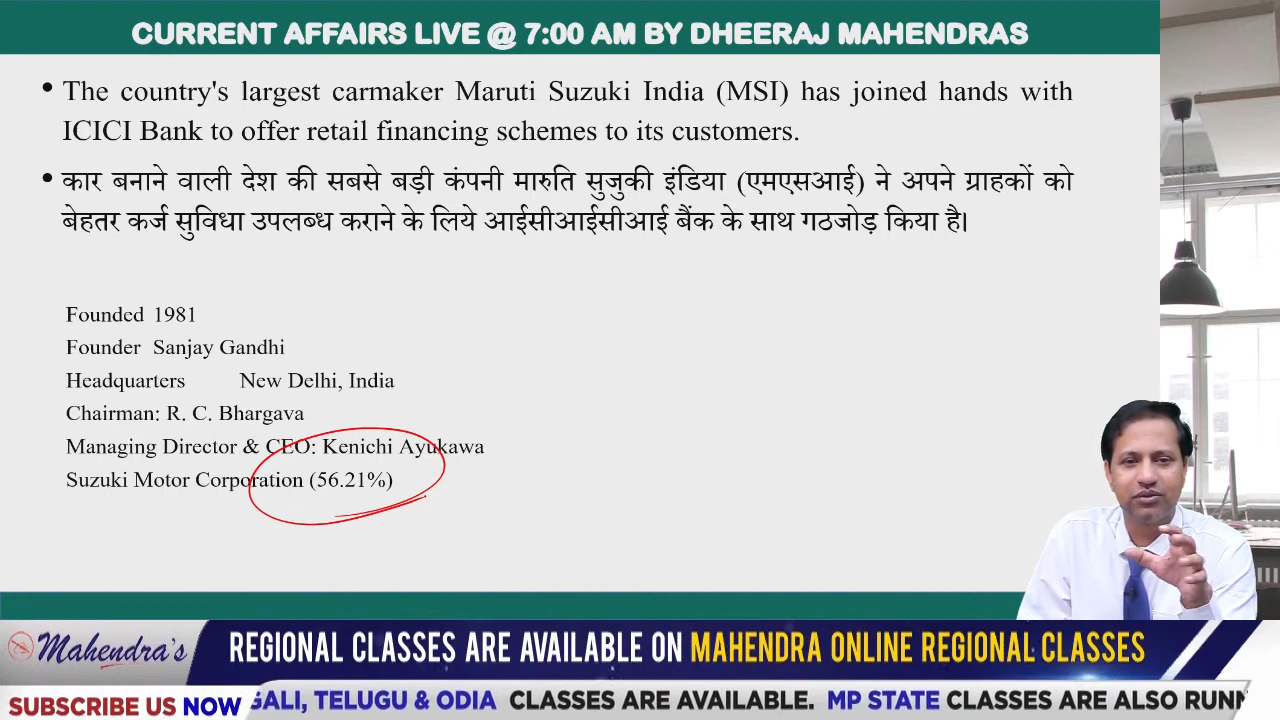 CURRENT AFFAIRS LIVE @ 7:00 AM BY DHEERAJ MAHENDRAS
• The country's largest carmaker Maruti Suzuki India (MSI) has joined hands with
ICICI Bank to offer retail financing schemes to its customers.
• कार बनाने वाली देश की सबसे बड़ी कंपनी मारुति सुजुकी इंडिया (एमएसआई) ने अपने ग्राहकों को
बेहतर कर्ज सुविधा उपलब्ध कराने के लिये आईसीआईसीआई बैंक के साथ गठजोड़ किया है।
Founded 1981
Founder Sanjay Gandhi
Headquarters New Delhi, India
Chairman: R. C. Bhargava
Managing Director & CEO: Kenichi Ayukawa
Suzuki Motor Corporation (56.21%)
Mahendra's
REGIONAL CLASSES ARE AVAILABLE ON MAHENDRA ONLINE REGIONAL CLASSES
SUBSCRIBE US NOW
GALI, TELUGU & ODIA CLASSES ARE AVAILABLE. MP STATE CLASSES ARE ALSO RUNN